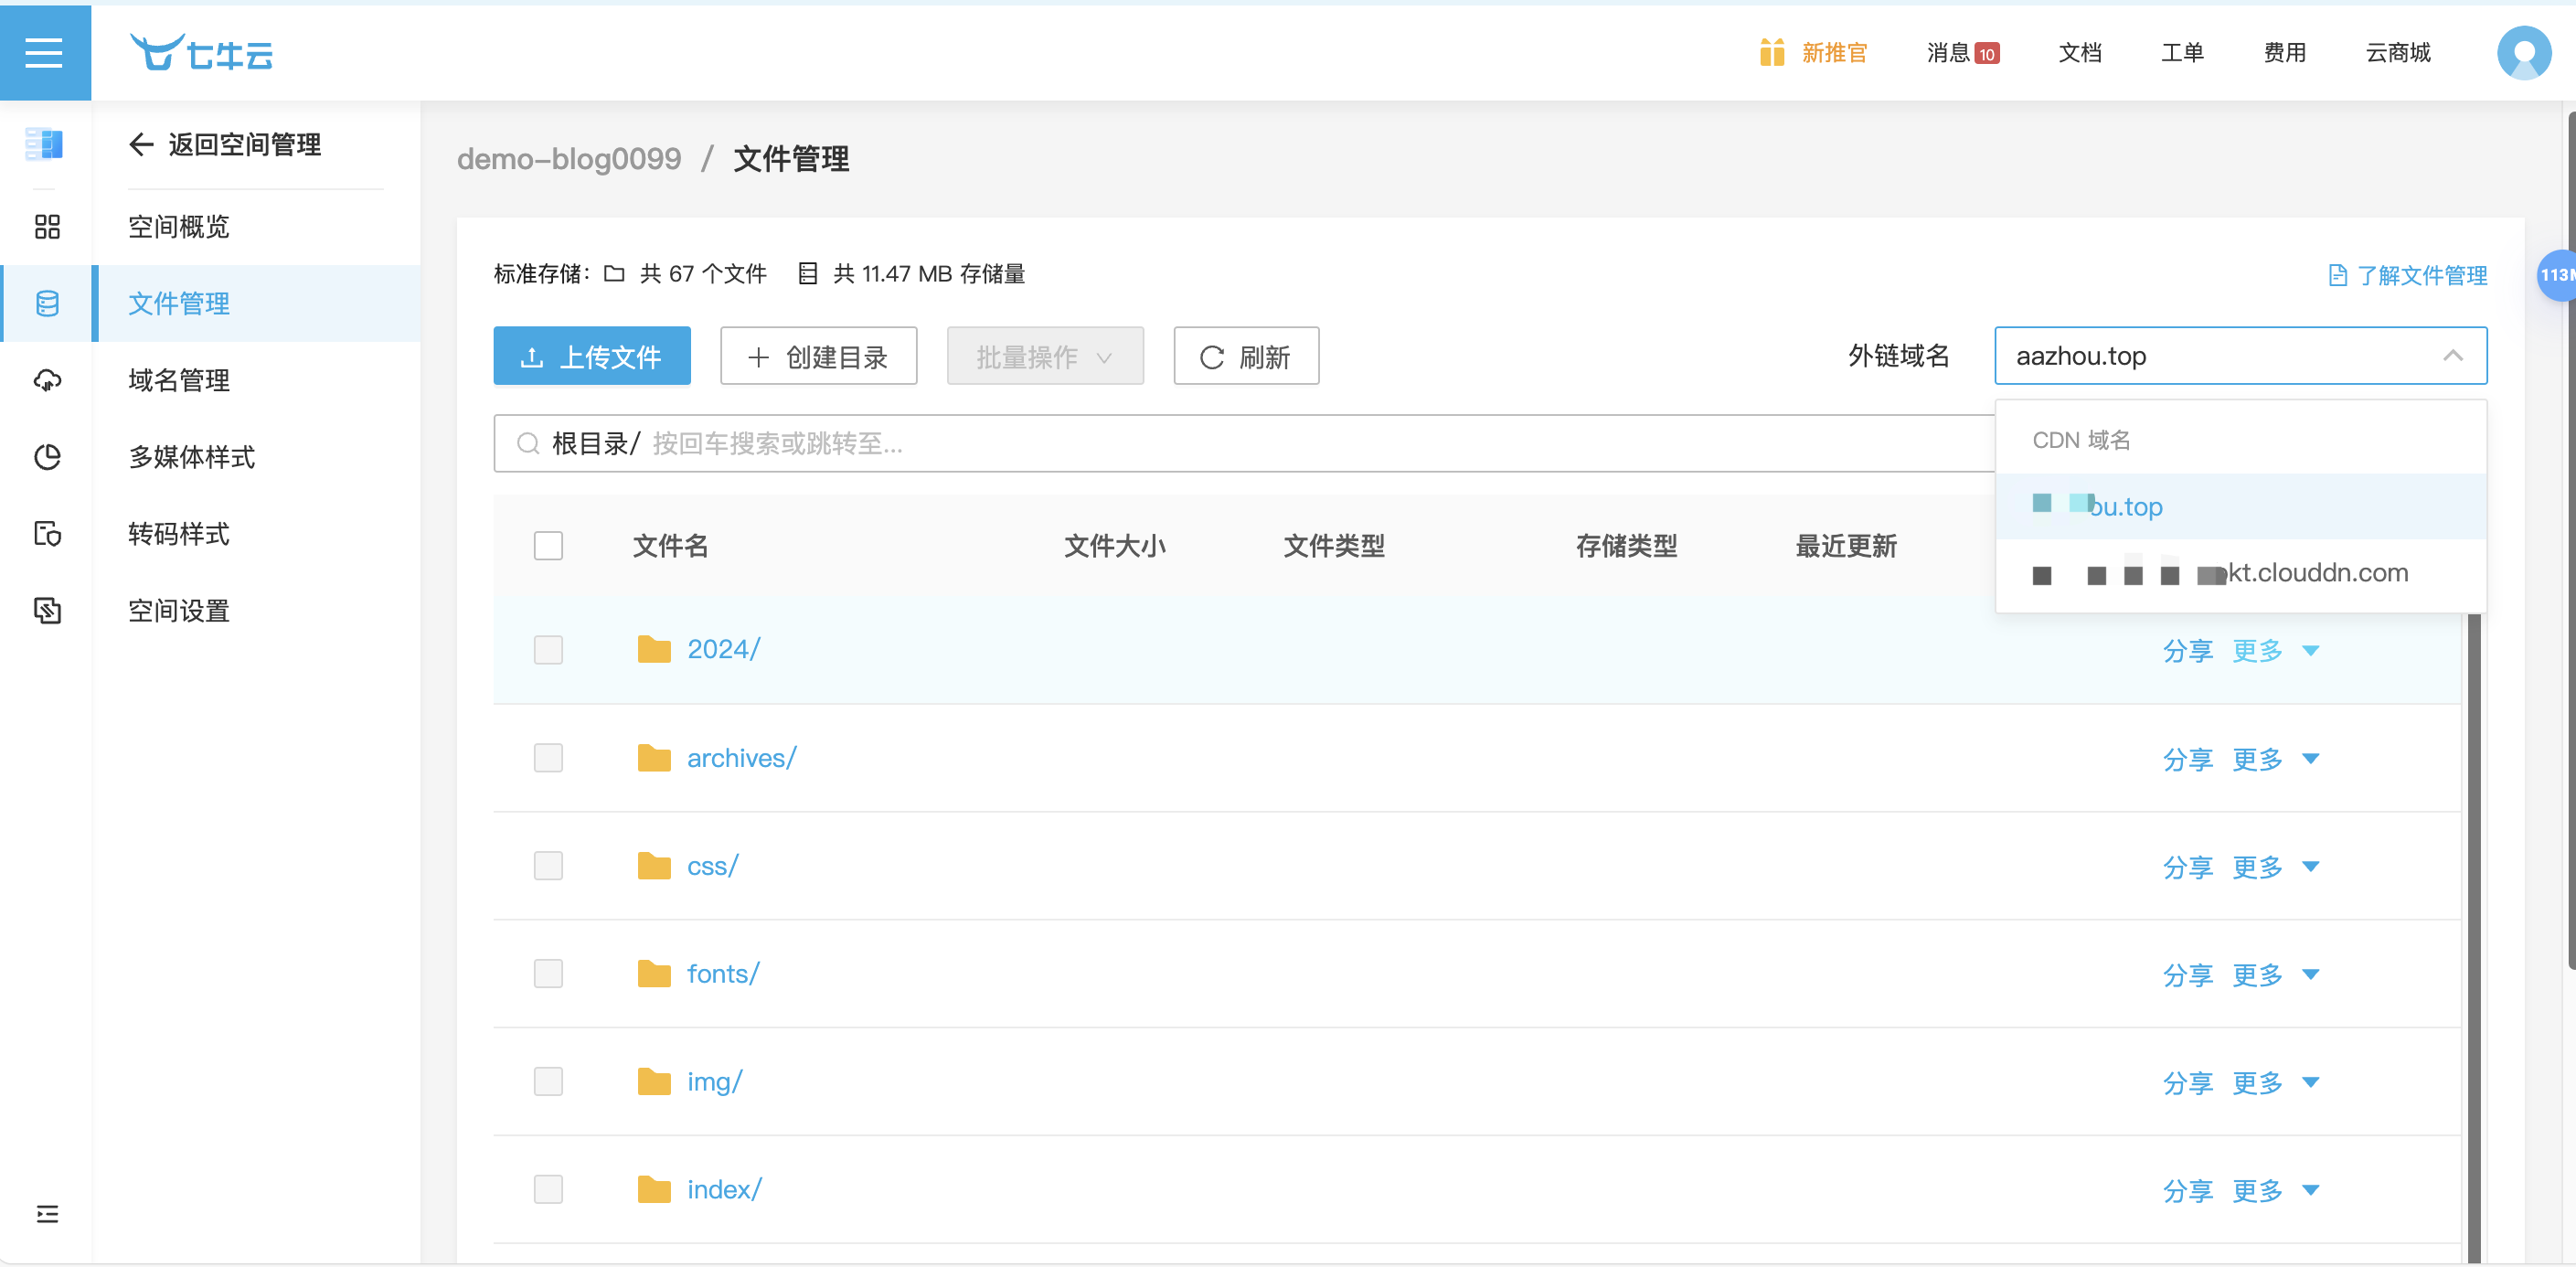 七牛云
新推官
消息 10
文档
工单
费用
云商城
返回空间管理
空间概览
文件管理
域名管理
多媒体样式
转码样式
空间设置
demo-blog0099 / 文件管理
标准存储： 共 67 个文件 共 11.47 MB 存储量
了解文件管理
上传文件
创建目录
批量操作
刷新
外链域名
aazhou.top
根目录/ 按回车搜索或跳转至...
CDN 域名
ou.top
kt.clouddn.com
文件名 文件大小 文件类型 存储类型 最近更新
2024/ 分享 更多
archives/ 分享 更多
css/ 分享 更多
fonts/ 分享 更多
img/ 分享 更多
index/ 分享 更多